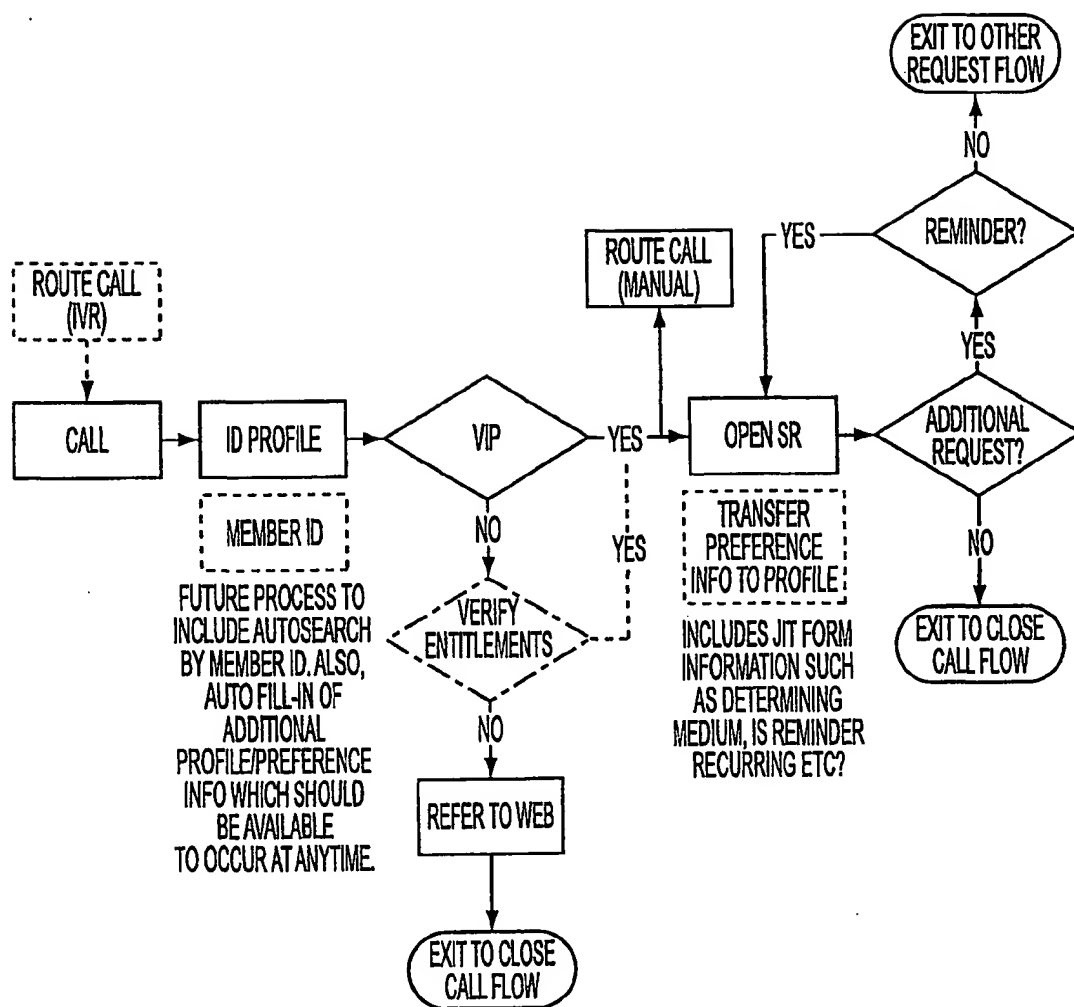 EXIT TO OTHER
REQUEST FLOW
NO
YES
REMINDER?
ROUTE CALL
(MANUAL)
ROUTE CALL
(IVR)
YES
CALL
ID PROFILE
VIP
YES
OPEN SR
ADDITIONAL
REQUEST?
MEMBER ID
NO
YES
TRANSFER
PREFERENCE
INFO TO PROFILE
NO
FUTURE PROCESS TO
INCLUDE AUTOSEARCH
BY MEMBER ID. ALSO,
AUTO FILL-IN OF
ADDITIONAL
PROFILE/PREFERENCE
INFO WHICH SHOULD
BE AVAILABLE
TO OCCUR AT ANYTIME.
VERIFY
ENTITLEMENTS
INCLUDES JIT FORM
INFORMATION SUCH
AS DETERMINING
MEDIUM, IS REMINDER
RECURRING ETC?
EXIT TO CLOSE
CALL FLOW
NO
REFER TO WEB
EXIT TO CLOSE
CALL FLOW